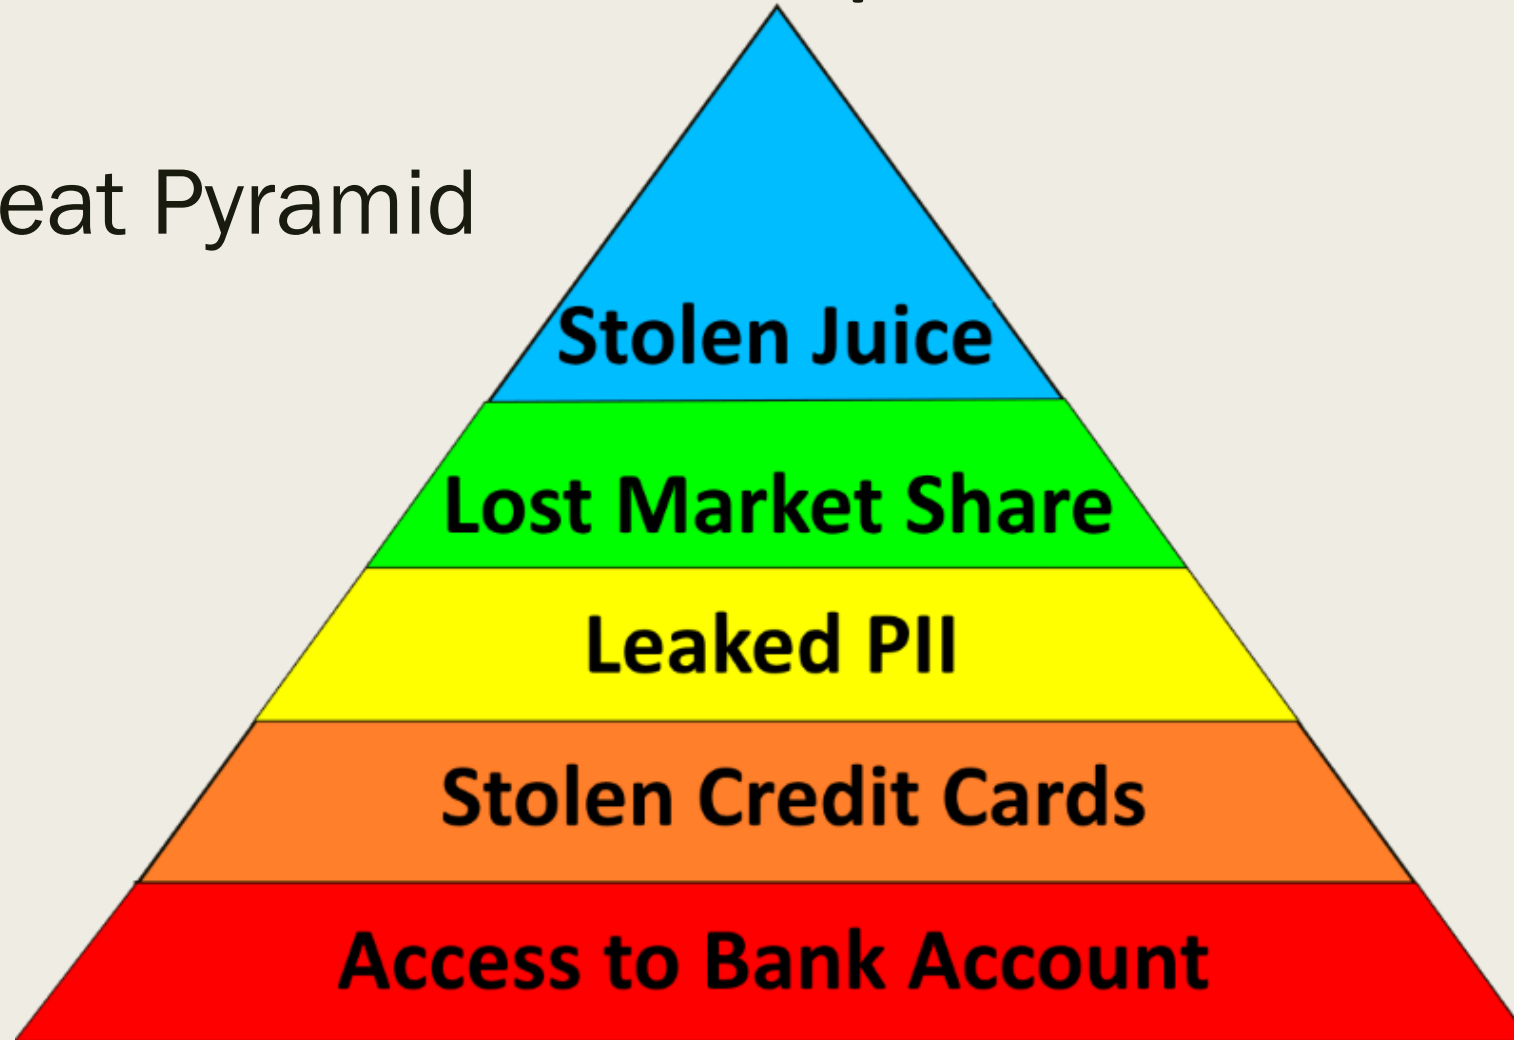 eat Pyramid
Stolen Juice
Lost Market Share
Leaked PII
Stolen Credit Cards
Access to Bank Account